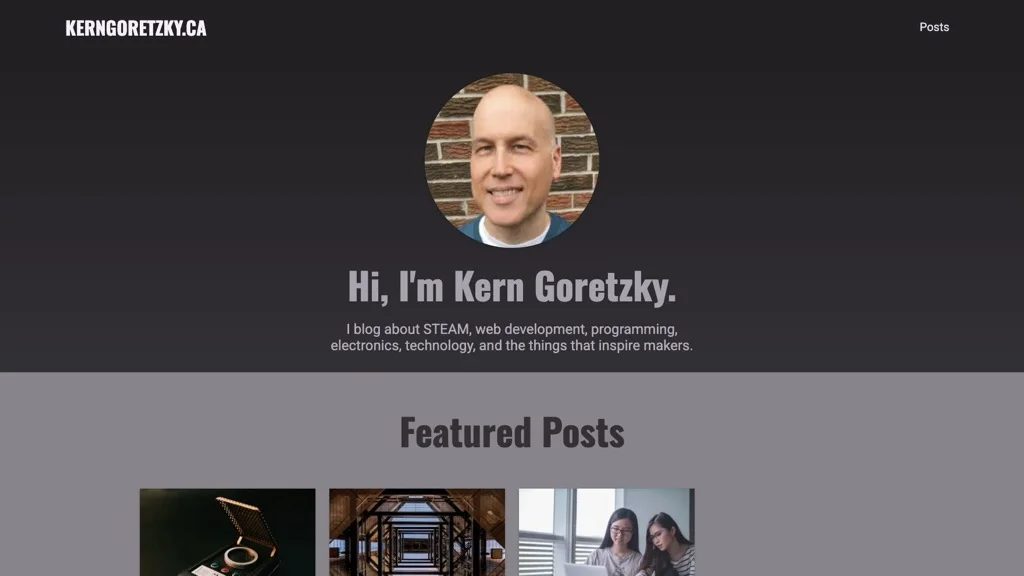 KERNGORETZKY.CA
Posts
Hi, I'm Kern Goretzky.
I blog about STEAM, web development, programming,
electronics, technology, and the things that inspire makers.
Featured Posts